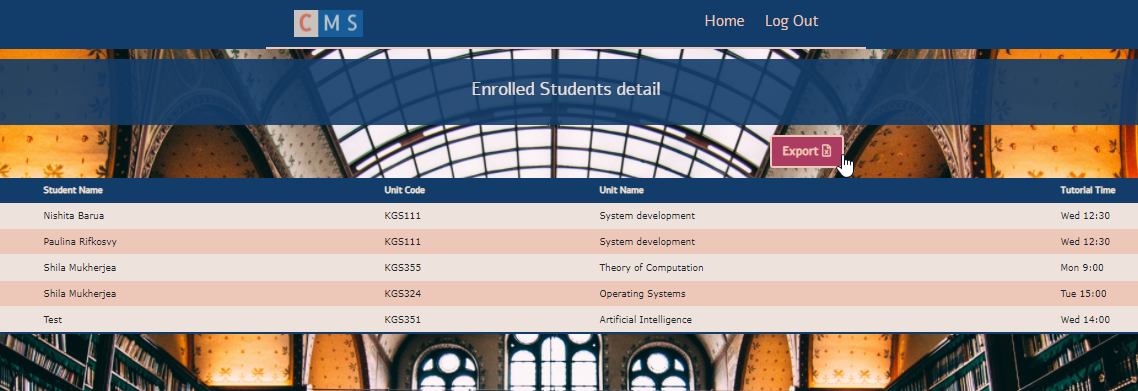 CMS Home Log Out
Enrolled Students detail
Export
Student Name Unit Code Unit Name Tutorial Time
Nishita Barua KGS111 System development Wed 12:30
Paulina Rifkosvy KGS111 System development Wed 12:30
Shila Mukherjea KGS355 Theory of Computation Mon 9:00
Shila Mukherjea KGS324 Operating Systems Tue 15:00
Test KGS351 Artificial Intelligence Wed 14:00